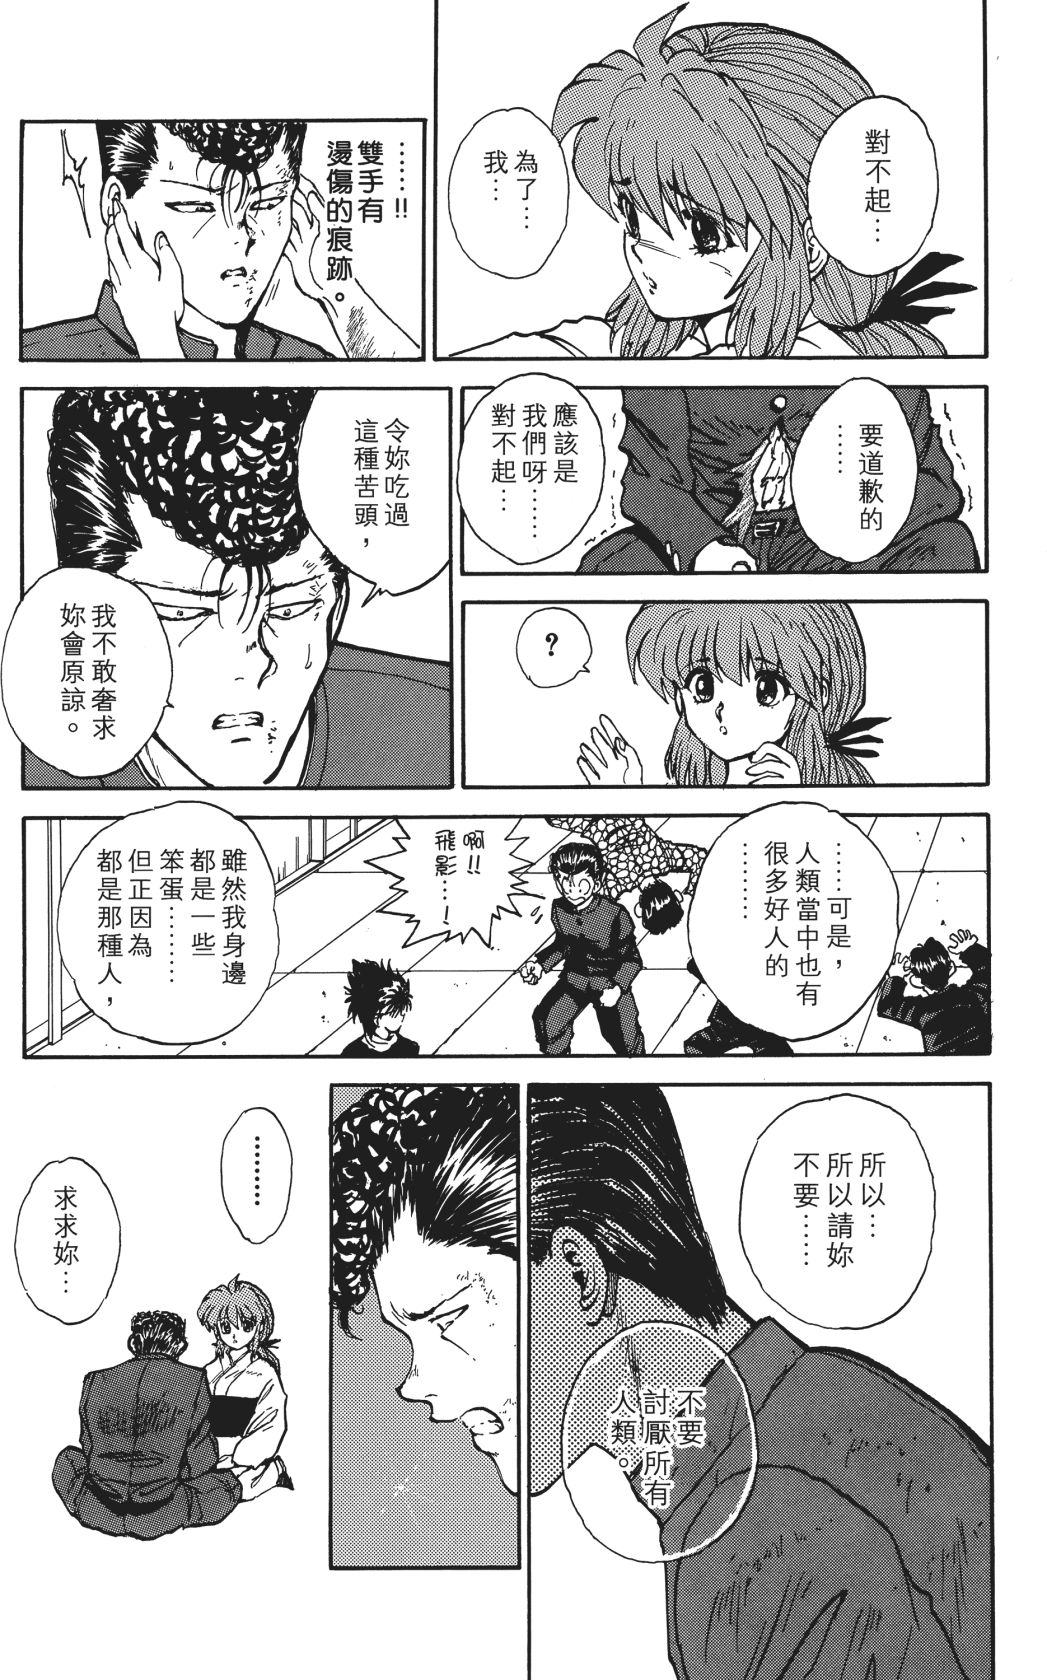 對不起…
為了…
我…
……!!
雙手有
燙傷的痕跡。
要道歉的
……
應該是
我們呀……
對不起…
令妳吃過
這種苦頭，
我不敢奢求
妳會原諒。
?
……可是，
人類當中也有
很多好人的
………
啊!!
飛影…!
雖然我身邊
都是一些
笨蛋………
但正因為
都是那種人，
所以…
所以請妳
不要……
不要
討厭所有
人類。
………
求求妳…